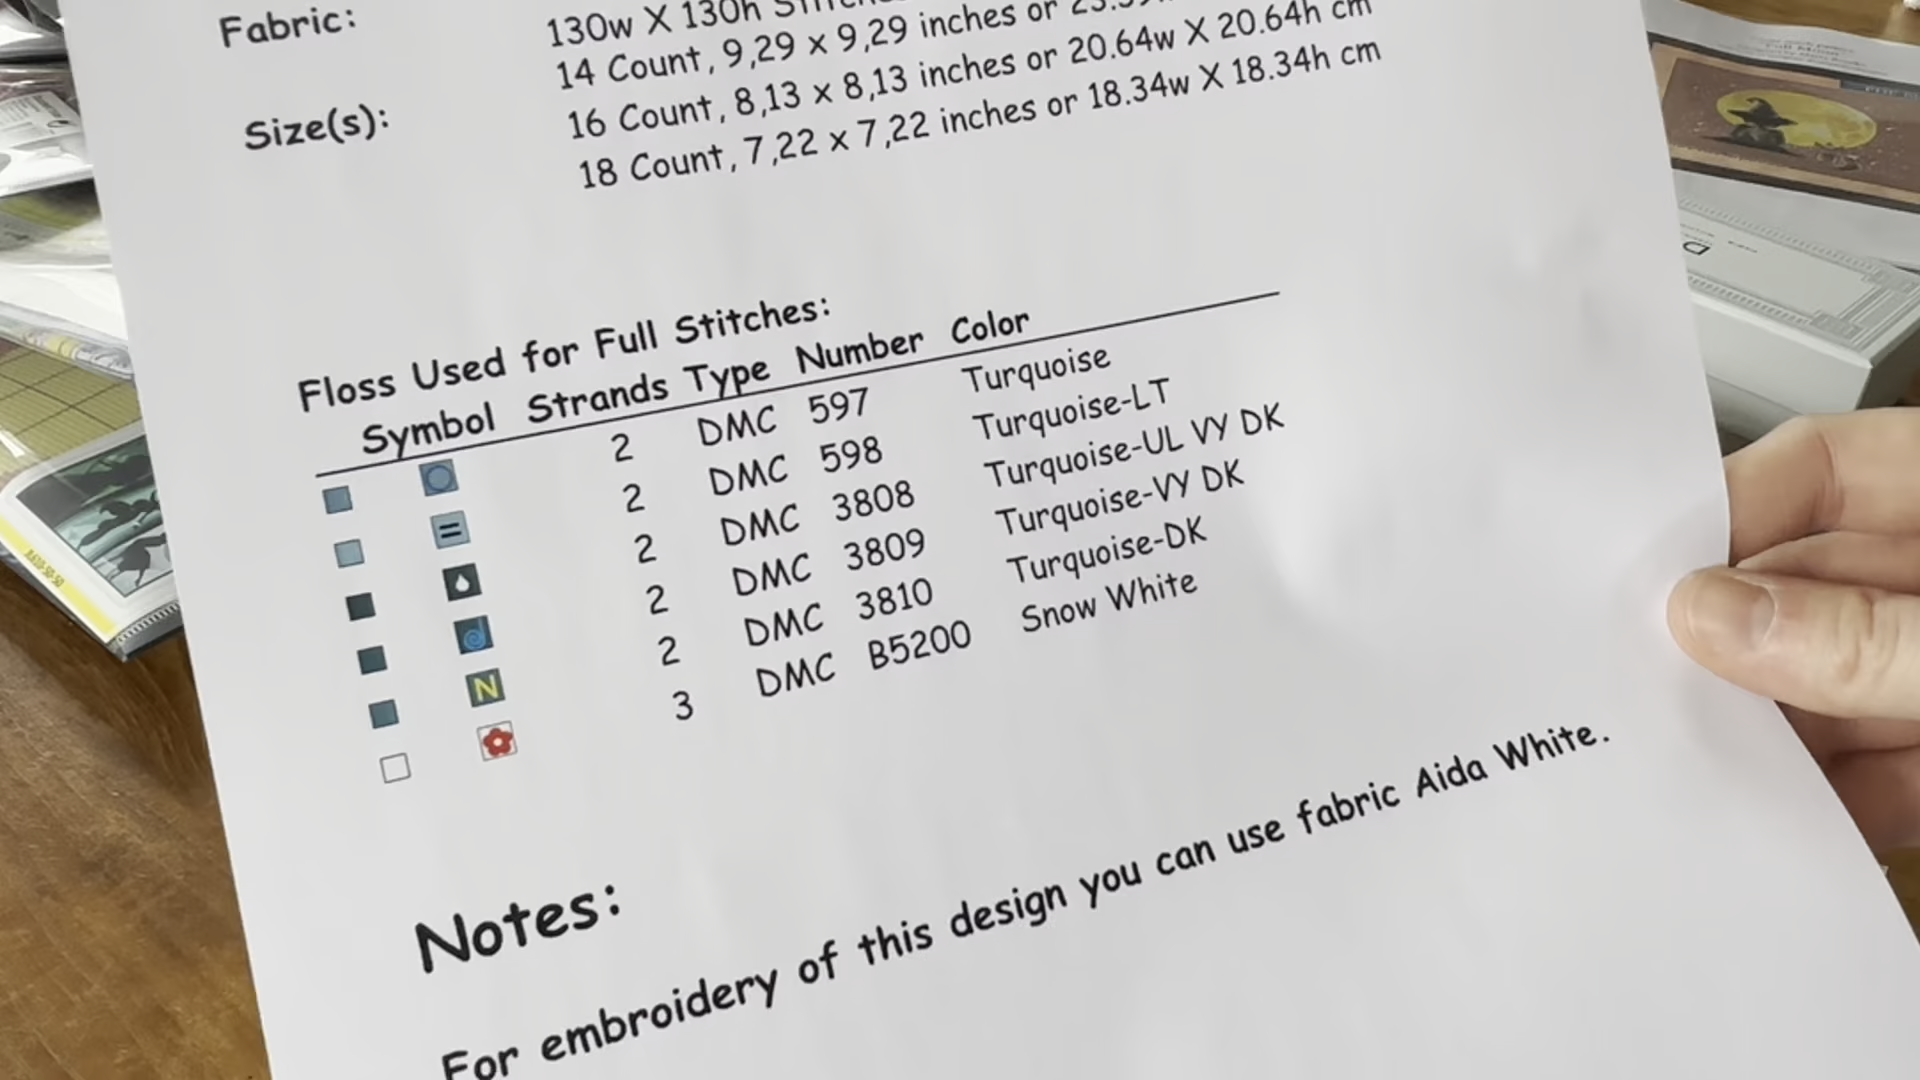 Fabric:
130w X 130h
Size(s):
14 Count, 9,29 x 9,29 inches or
16 Count, 8,13 x 8,13 inches or 20.64w X 20.64h cm
18 Count, 7,22 x 7,22 inches or 18.34w X 18.34h cm
Floss Used for Full Stitches:
Symbol Strands Type Number Color
2 DMC 597 Turquoise
= 2 DMC 598 Turquoise-LT
2 DMC 3808 Turquoise-UL VY DK
2 DMC 3809 Turquoise-VY DK
N 2 DMC 3810 Turquoise-DK
3 DMC B5200 Snow White
Notes:
For embroidery of this design you can use fabric Aida White.